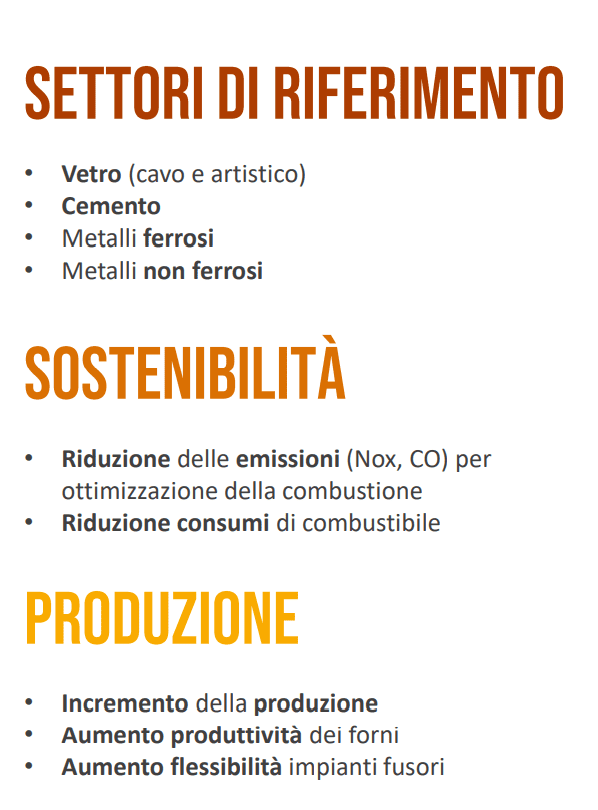 SETTORI DI RIFERIMENTO
• Vetro (cavo e artistico)
• Cemento
• Metalli ferrosi
• Metalli non ferrosi
SOSTENIBILITÀ
• Riduzione delle emissioni (Nox, CO) per
ottimizzazione della combustione
• Riduzione consumi di combustibile
PRODUZIONE
• Incremento della produzione
• Aumento produttività dei forni
• Aumento flessibilità impianti fusori